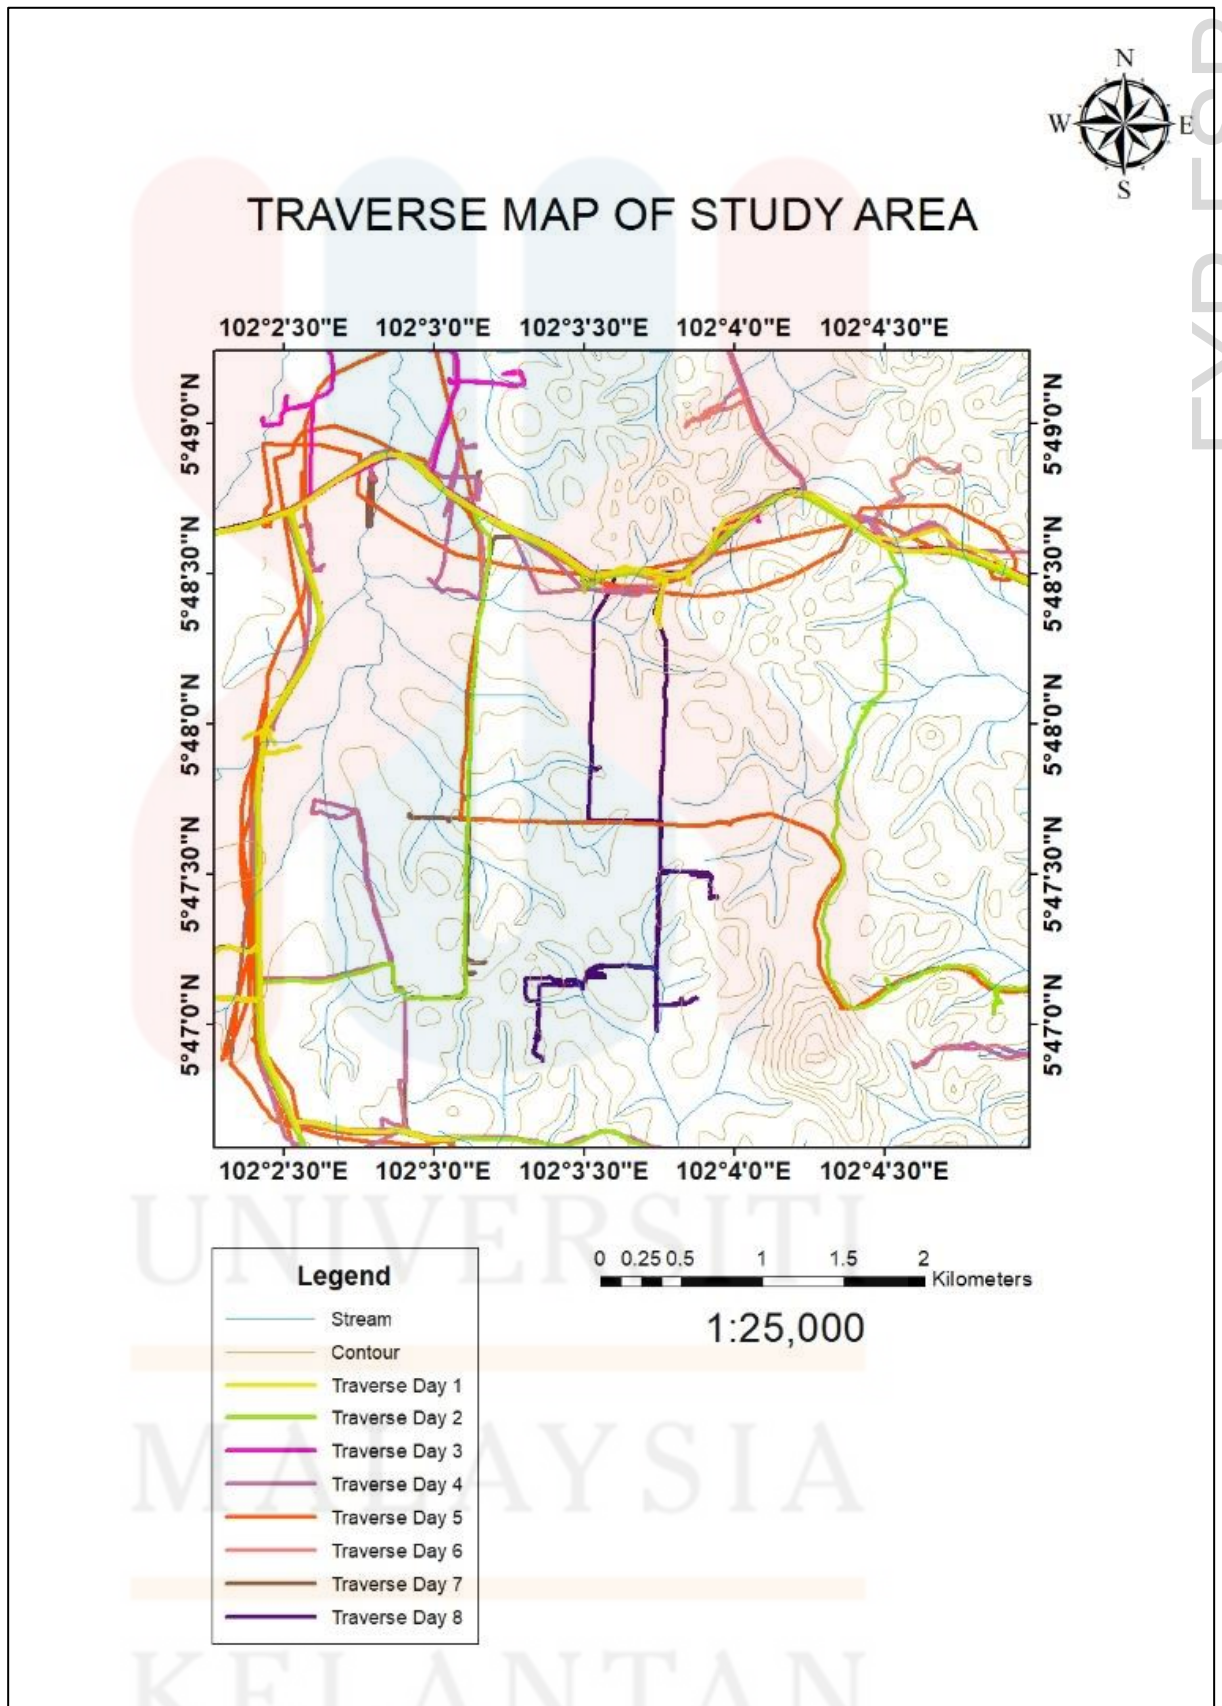 N
W E
S
FYP FSB
TRAVERSE MAP OF STUDY AREA
102°2'30"E 102°3'0"E 102°3'30"E 102°4'0"E 102°4'30"E
5°49'0"N 5°49'0"N
5°48'30"N 5°48'30"N
5°48'0"N 5°48'0"N
5°47'30"N 5°47'30"N
5°47'0"N 5°47'0"N
102°2'30"E 102°3'0"E 102°3'30"E 102°4'0"E 102°4'30"E
UNIVERSITI
0 0.25 0.5 1 1.5 2
Kilometers
1:25,000
Legend
Stream
Contour
Traverse Day 1
Traverse Day 2
Traverse Day 3
Traverse Day 4
Traverse Day 5
Traverse Day 6
Traverse Day 7
Traverse Day 8
MALAYSIA
KELANTAN